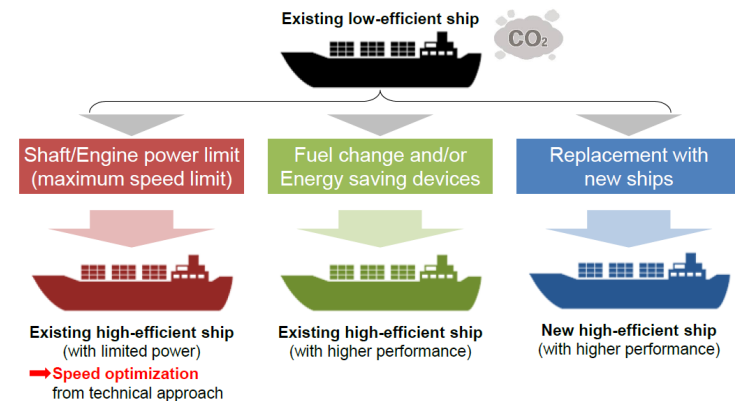 Existing low-efficient ship
CO₂
Shaft/Engine power limit
(maximum speed limit)
Fuel change and/or
Energy saving devices
Replacement with
new ships
Existing high-efficient ship
(with limited power)
Speed optimization
from technical approach
Existing high-efficient ship
(with higher performance)
New high-efficient ship
(with higher performance)